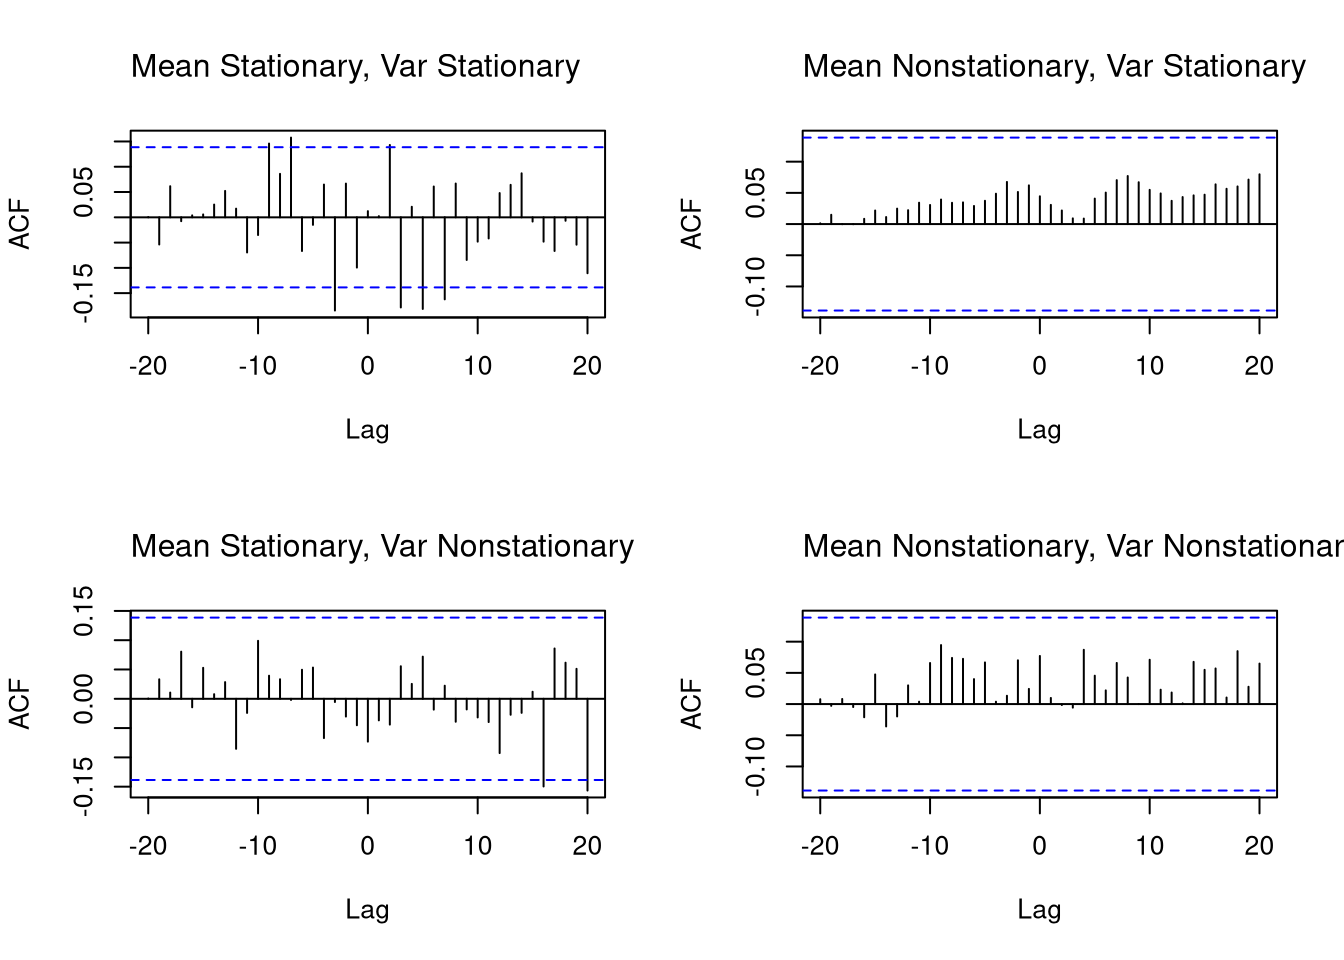 Mean Stationary, Var Stationary
ACF
0.05
-0.15
-20 -10 0 10 20
Lag
Mean Nonstationary, Var Stationary
ACF
0.05
-0.10
-20 -10 0 10 20
Lag
Mean Stationary, Var Nonstationary
ACF
0.15
0.00
-0.15
-20 -10 0 10 20
Lag
Mean Nonstationary, Var Nonstationar
ACF
0.05
-0.10
-20 -10 0 10 20
Lag